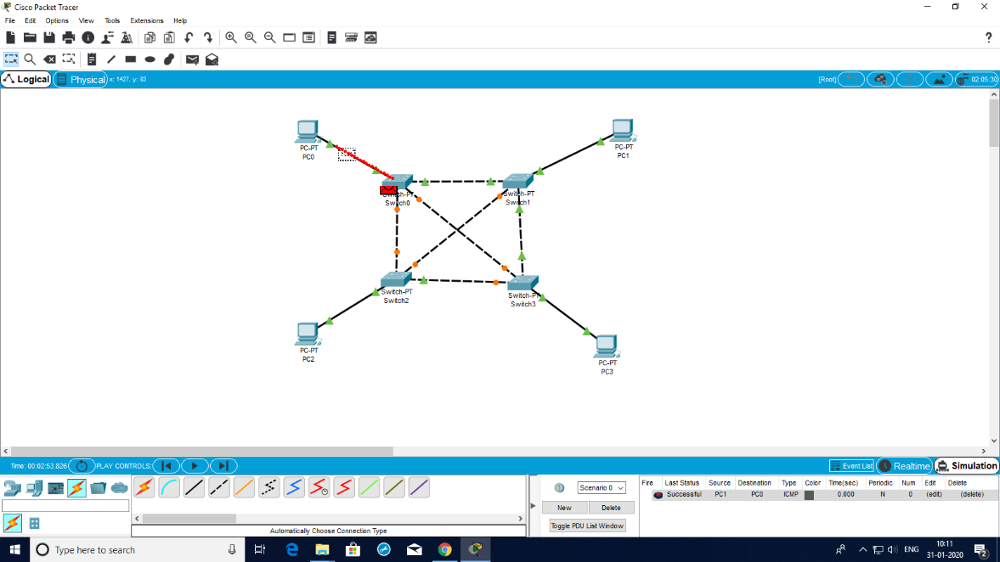 Cisco Packet Tracer
File Edit Options View Tools Extensions Help
?
Logical Physical x: 1427, y: 83 [Root] 02:05:30
PC-PT
PC0
PC-PT
PC1
Switch-PT
Switch0
Switch-PT
Switch1
Switch-PT
Switch2
Switch-PT
Switch3
PC-PT
PC2
PC-PT
PC3
Time: 00:02:53.826 PLAY CONTROLS: Event List Realtime Simulation
Scenario 0
New Delete
Toggle PDU List Window
Fire Last Status Source Destination Type Color Time(sec) Periodic Num Edit Delete
Successful PC1 PC0 ICMP 0.000 N 0 (edit) (delete)
Automatically Choose Connection Type
Type here to search
ENG
10:11
31-01-2020
2